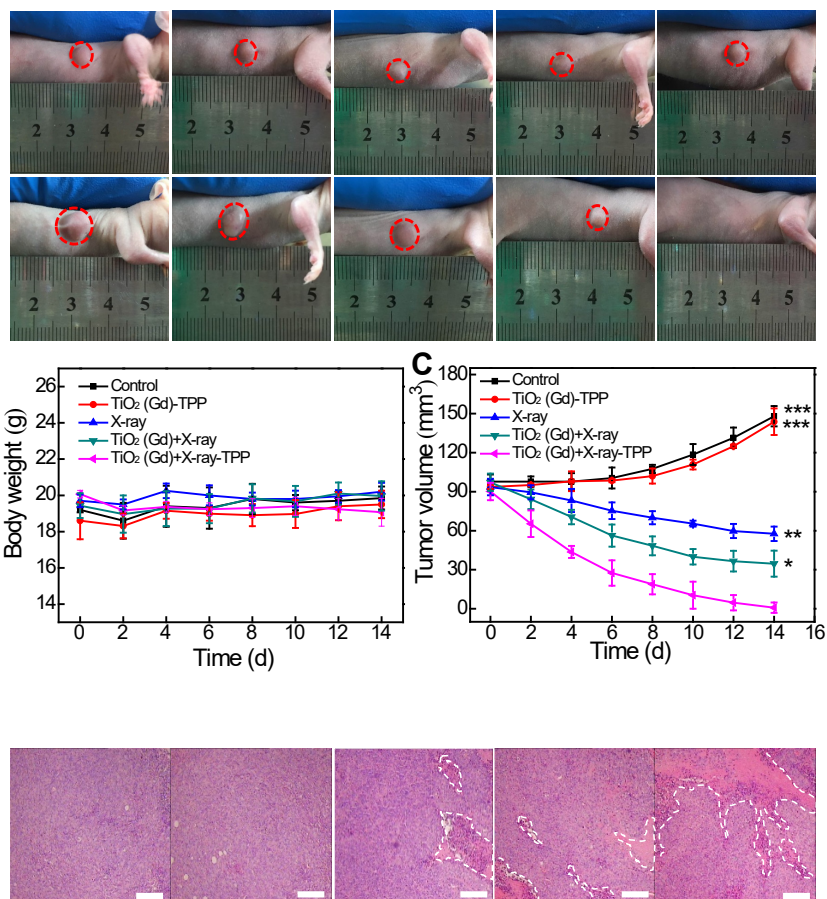 2 3 4 5
2 3 4 5
2 3 4 5
2 3 4 5
2 3 4 5
2 3 4 5
2 3 4 5
2 3 4 5
2 3 4 5
2 3 4 5
C
Body weight (g)
26
24
22
20
18
16
14
Control
TiO₂ (Gd)-TPP
X-ray
TiO₂ (Gd)+X-ray
TiO₂ (Gd)+X-ray-TPP
0 2 4 6 8 10 12 14
Time (d)
Tumor volume (mm³)
180
150
120
90
60
30
0
Control
TiO₂ (Gd)-TPP
X-ray
TiO₂ (Gd)+X-ray
TiO₂ (Gd)+X-ray-TPP
***
***
**
*
0 2 4 6 8 10 12 14 16
Time (d)